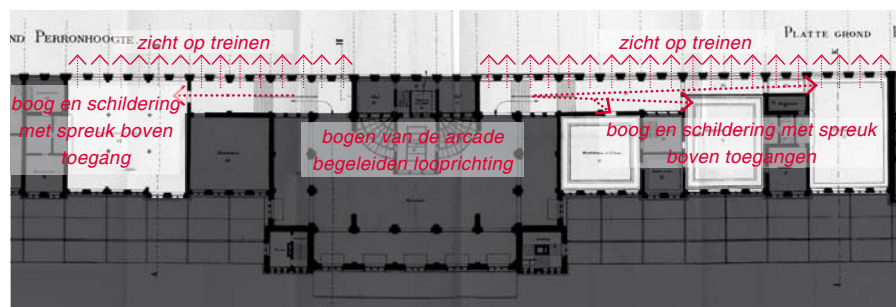 ND PERRONHOOGTE
PLATTE GROND
zicht op treinen
zicht op treinen
boog en schildering
met spreuk boven
toegang
bogen van de arcade
begeleiden looprichting
boog en schildering met spreuk
boven toegangen